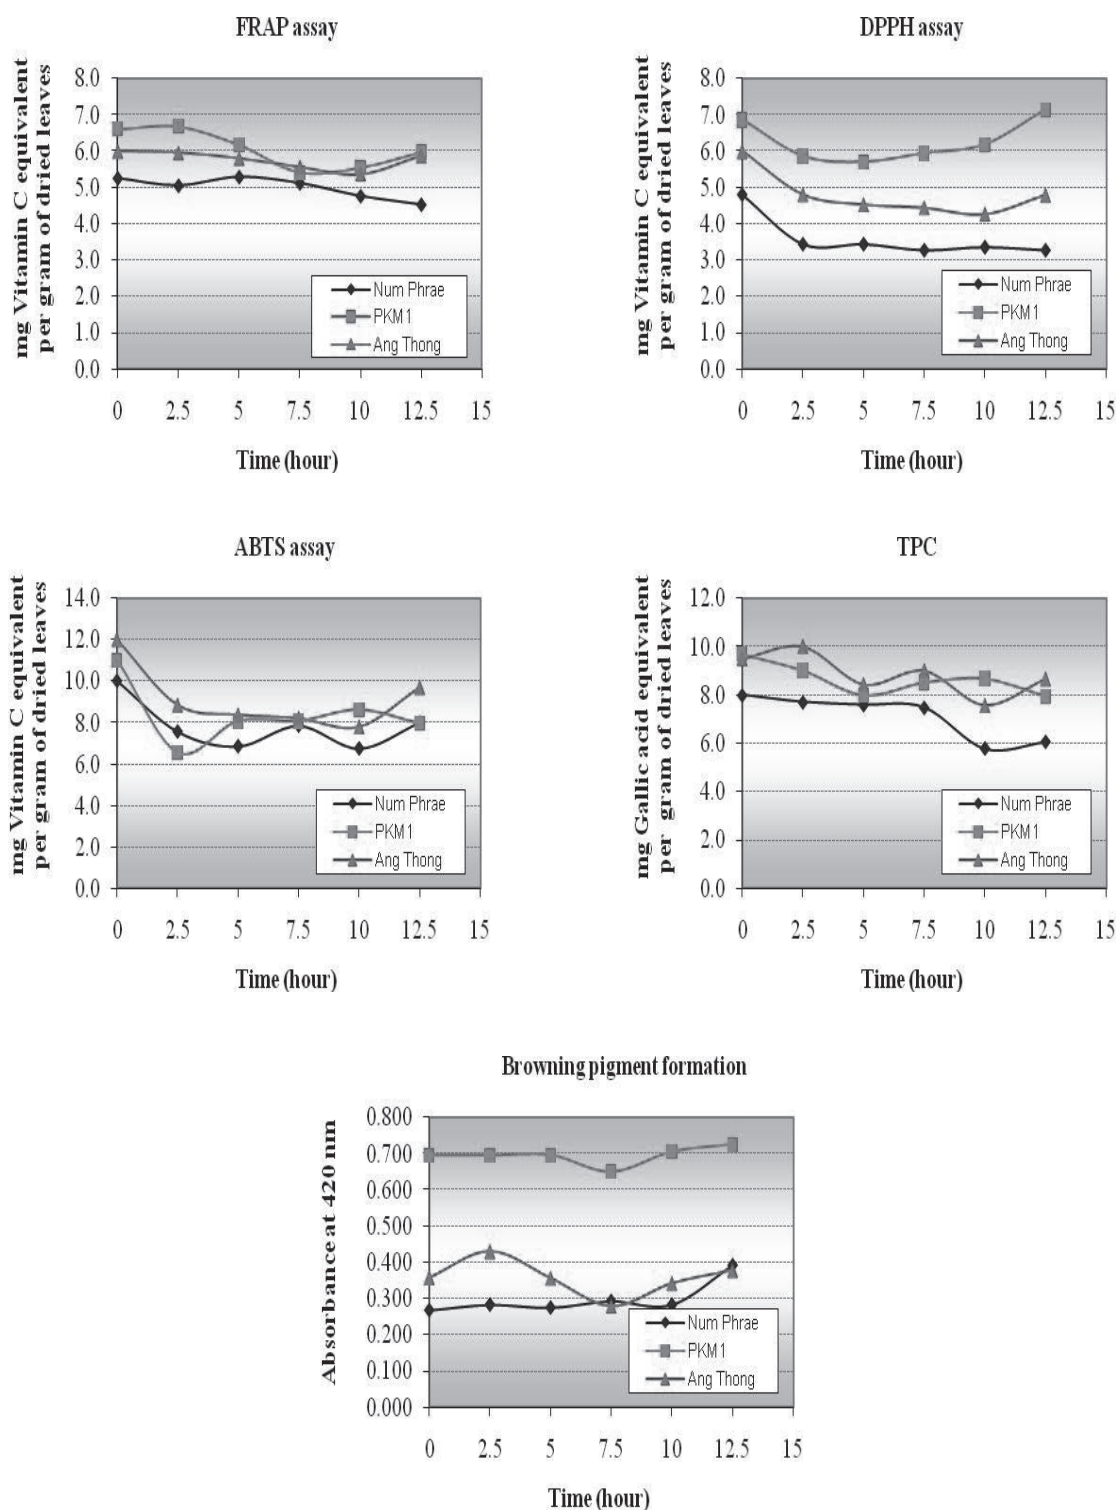 FRAP assay
mg Vitamin C equivalent
per gram of dried leaves
8.0
7.0
6.0
5.0
4.0
3.0
2.0
1.0
0.0
Num Phrae
PKM1
Ang Thong
0 2.5 5 7.5 10 12.5 15
Time (hour)
DPPH assay
mg Vitamin C equivalent
per gram of dried leaves
8.0
7.0
6.0
5.0
4.0
3.0
2.0
1.0
0.0
Num Phrae
PKM1
Ang Thong
0 2.5 5 7.5 10 12.5 15
Time (hour)
ABTS assay
mg Vitamin C equivalent
per gram of dried leaves
14.0
12.0
10.0
8.0
6.0
4.0
2.0
0.0
Num Phrae
PKM1
Ang Thong
0 2.5 5 7.5 10 12.5 15
Time (hour)
TPC
mg Gallic acid equivalent
per gram of dried leaves
12.0
10.0
8.0
6.0
4.0
2.0
0.0
Num Phrae
PKM1
Ang Thong
0 2.5 5 7.5 10 12.5 15
Time (hour)
Browning pigment formation
Absorbance at 420 nm
0.800
0.700
0.600
0.500
0.400
0.300
0.200
0.100
0.000
Num Phrae
PKM1
Ang Thong
0 2.5 5 7.5 10 12.5 15
Time (hour)